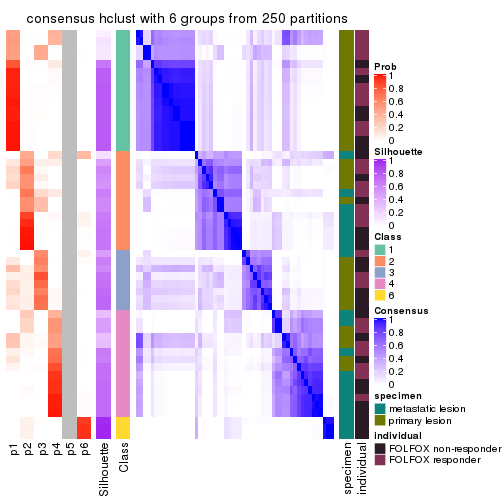 consensus hclust with 6 groups from 250 partitions
Prob
1
0.8
0.6
0.4
0.2
0
Silhouette
1
0.8
0.6
0.4
0.2
0
Class
1
2
3
4
6
Consensus
1
0.8
0.6
0.4
0.2
0
specimen
metastatic lesion
primary lesion
individual
FOLFOX non-responder
FOLFOX responder
p1
p2
p3
p4
p5
p6
Silhouette
Class
specimen
individual